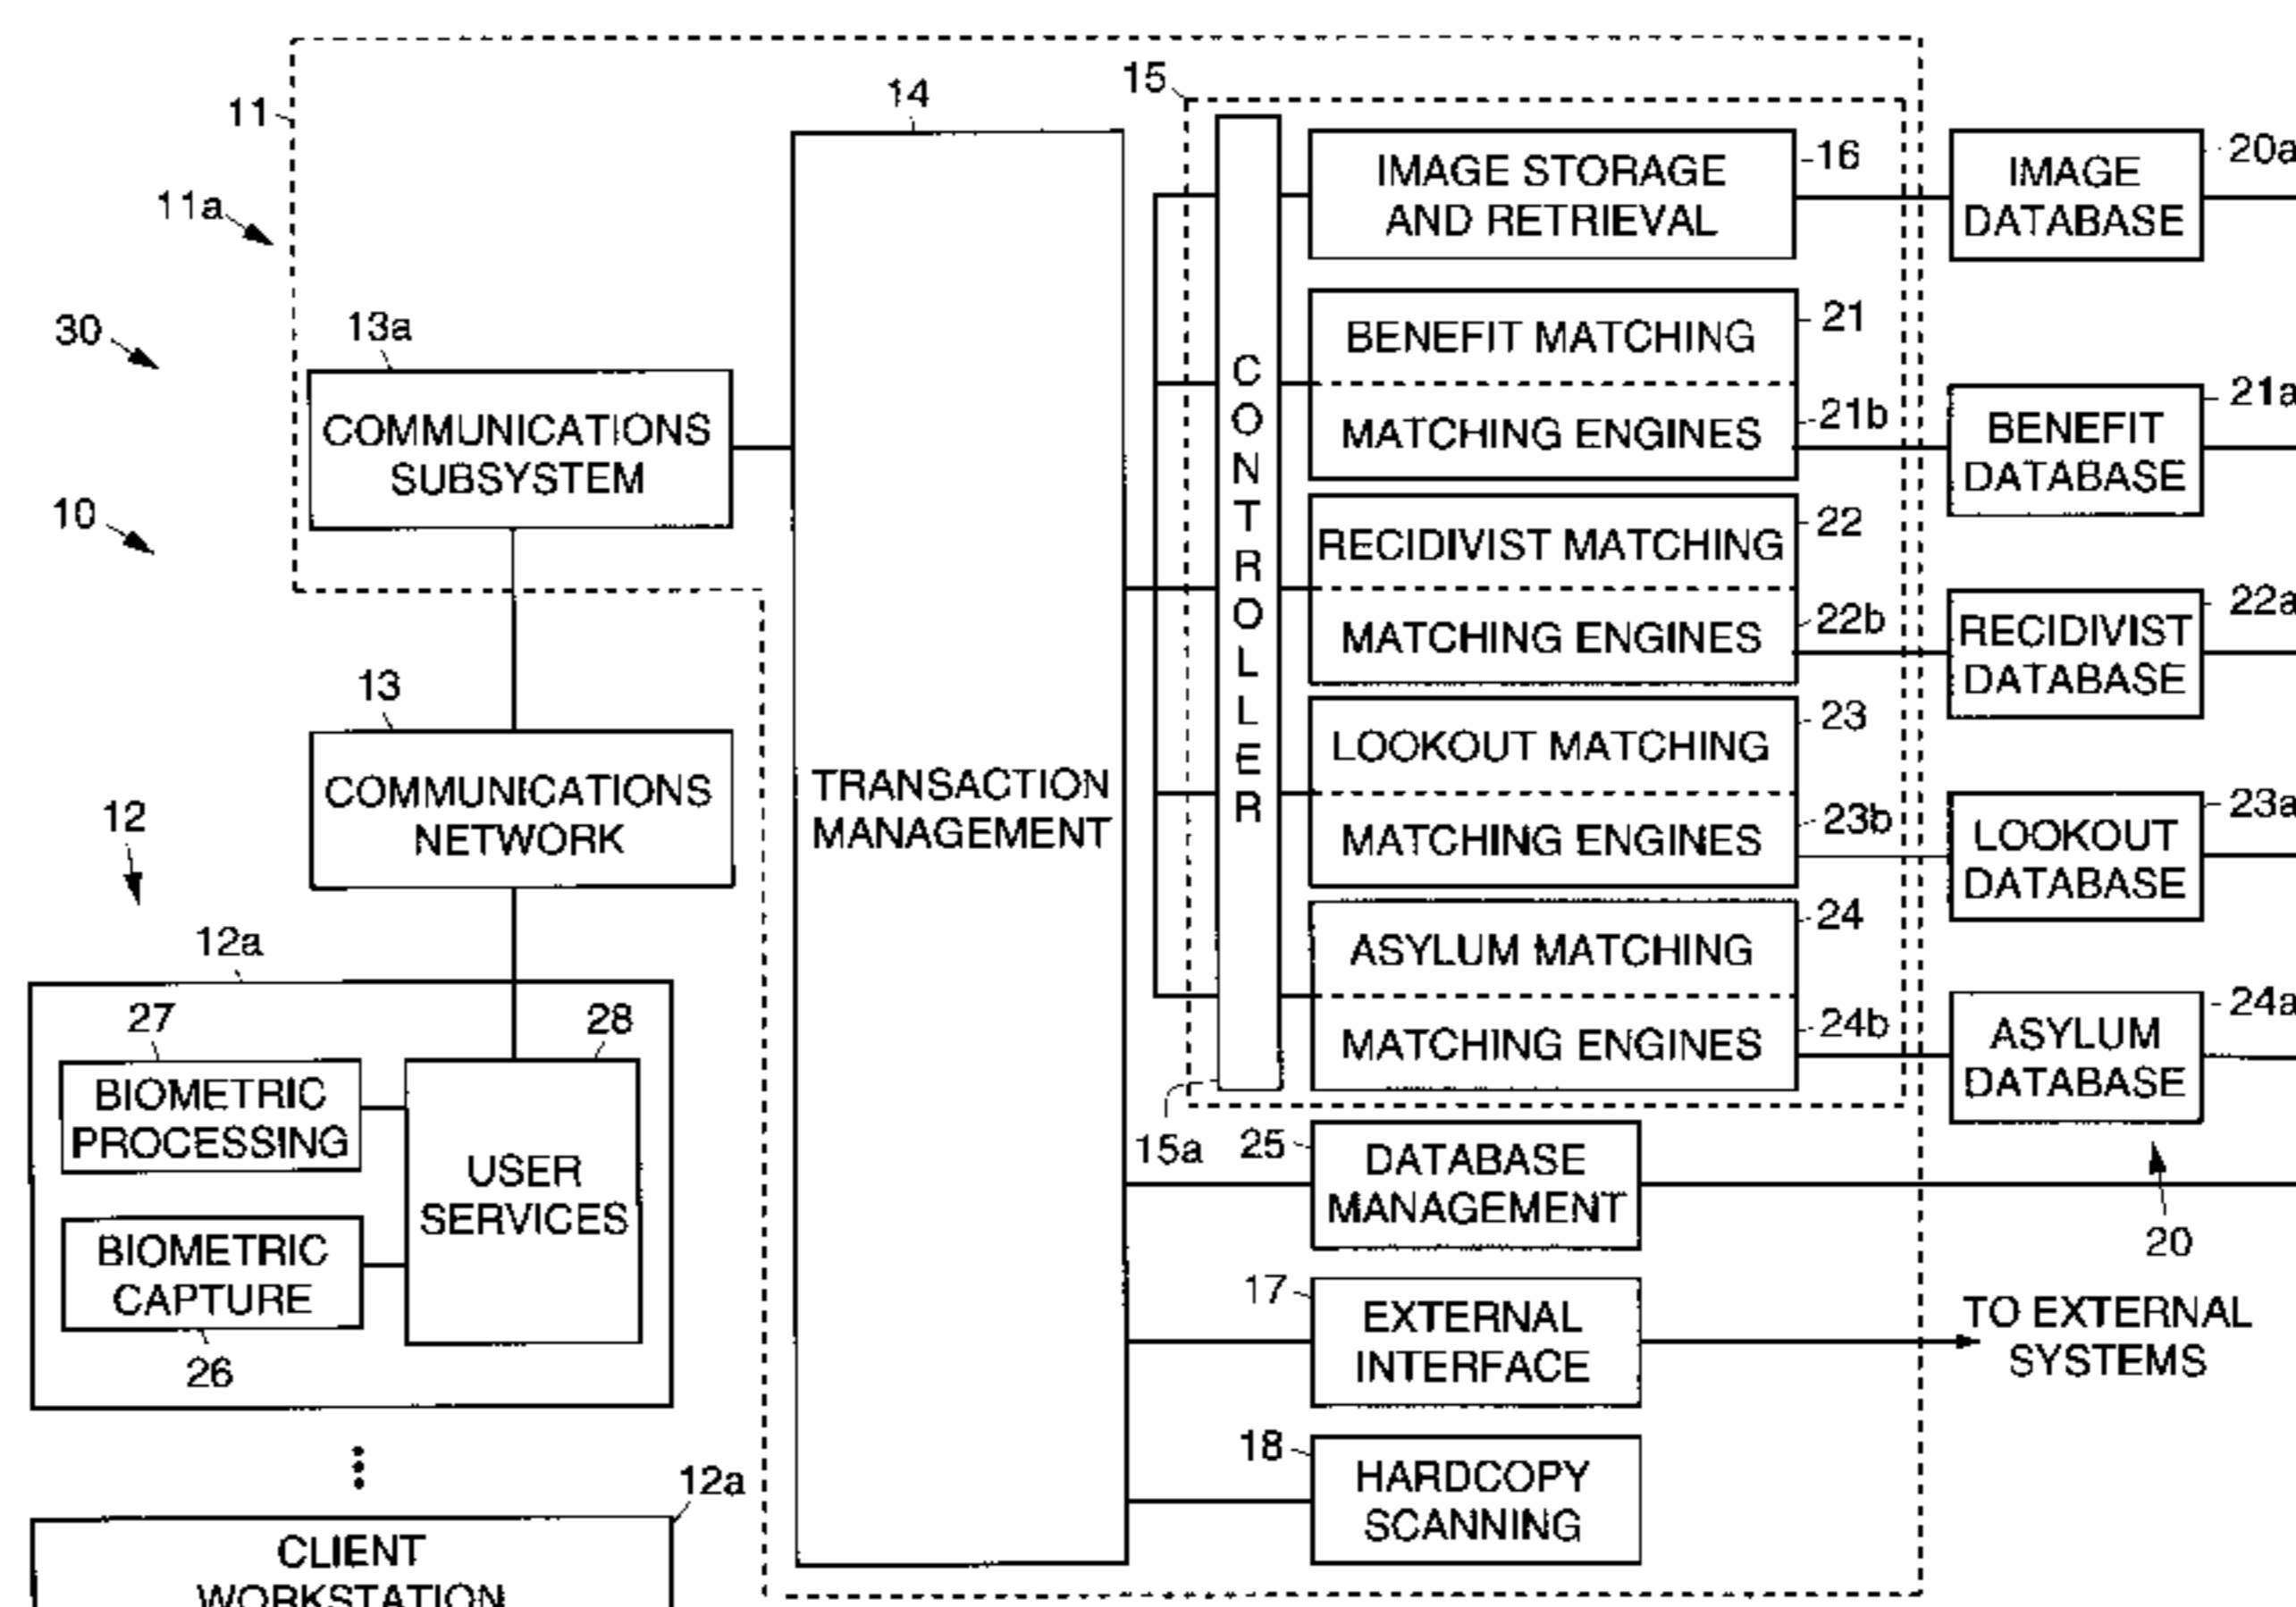 11
11a
30
10
13a
COMMUNICATIONS
SUBSYSTEM
13
COMMUNICATIONS
NETWORK
12
12a
27
BIOMETRIC
PROCESSING
28
USER
SERVICES
BIOMETRIC
CAPTURE
26
12a
CLIENT
WORKSTATION
14
TRANSACTION
MANAGEMENT
15
CONTROLLER
15a
IMAGE STORAGE
AND RETRIEVAL
16
BENEFIT MATCHING
21
MATCHING ENGINES
21b
RECIDIVIST MATCHING
22
MATCHING ENGINES
22b
LOOKOUT MATCHING
23
MATCHING ENGINES
23b
ASYLUM MATCHING
24
MATCHING ENGINES
24b
25
DATABASE
MANAGEMENT
17
EXTERNAL
INTERFACE
18
HARDCOPY
SCANNING
IMAGE
DATABASE
20a
BENEFIT
DATABASE
21a
RECIDIVIST
DATABASE
22a
LOOKOUT
DATABASE
23a
ASYLUM
DATABASE
24a
20
TO EXTERNAL
SYSTEMS